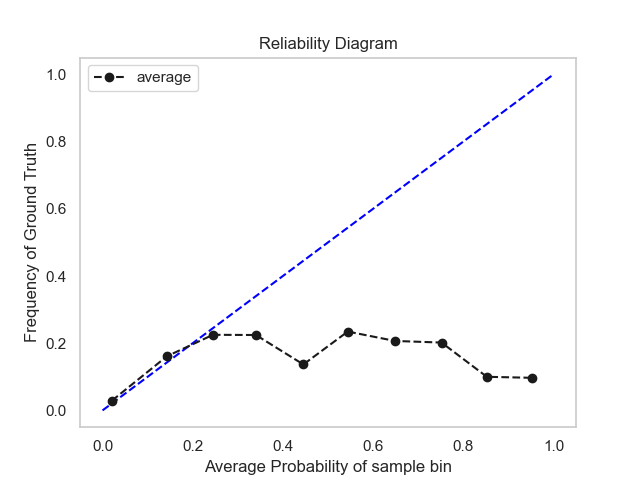 Reliability Diagram
average
1.0
0.8
0.6
0.4
0.2
0.0
Frequency of Ground Truth
0.0 0.2 0.4 0.6 0.8 1.0
Average Probability of sample bin